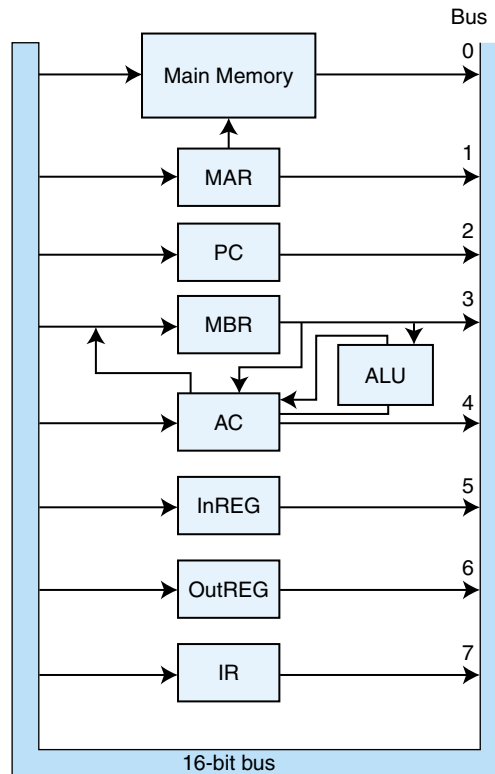 Bus
0
Main Memory
1
MAR
2
PC
3
MBR
ALU
4
AC
5
InREG
6
OutREG
7
IR
16-bit bus